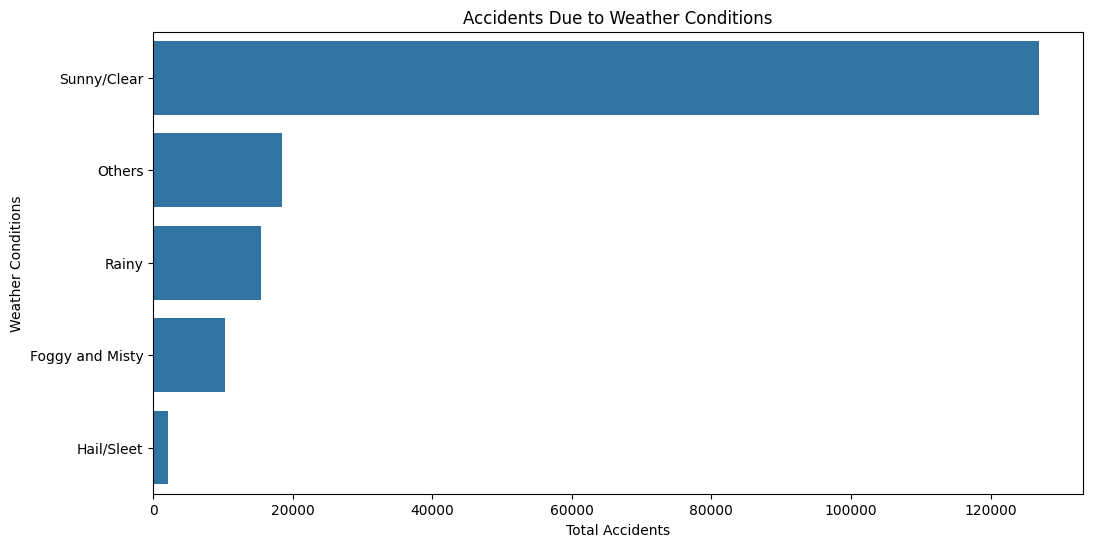 Accidents Due to Weather Conditions
Weather Conditions
Sunny/Clear
Others
Rainy
Foggy and Misty
Hail/Sleet
0 20000 40000 60000 80000 100000 120000
Total Accidents